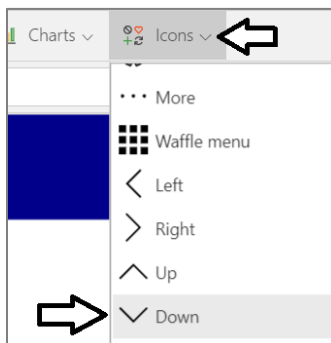 Charts Icons
More
Waffle menu
Left
Right
Up
Down